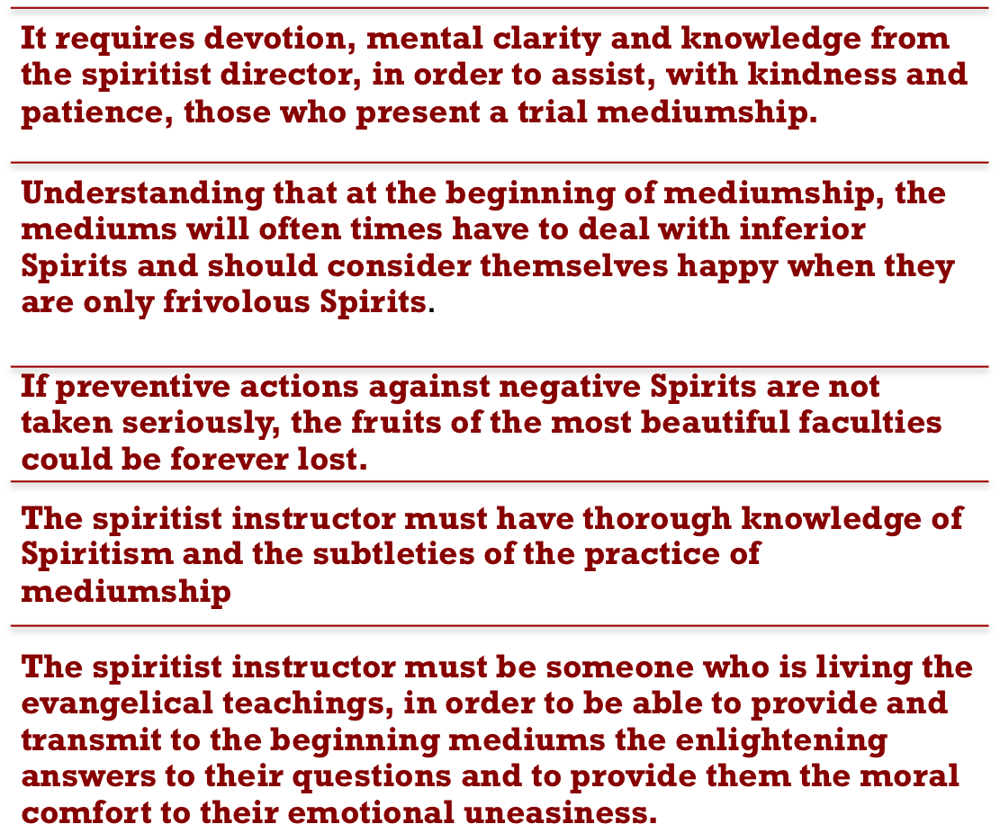 It requires devotion, mental clarity and knowledge from
the spiritist director, in order to assist, with kindness and
patience, those who present a trial mediumship.
Understanding that at the beginning of mediumship, the
mediums will often times have to deal with inferior
Spirits and should consider themselves happy when they
are only frivolous Spirits.
If preventive actions against negative Spirits are not
taken seriously, the fruits of the most beautiful faculties
could be forever lost.
The spiritist instructor must have thorough knowledge of
Spiritism and the subtleties of the practice of
mediumship
The spiritist instructor must be someone who is living the
evangelical teachings, in order to be able to provide and
transmit to the beginning mediums the enlightening
answers to their questions and to provide them the moral
comfort to their emotional uneasiness.